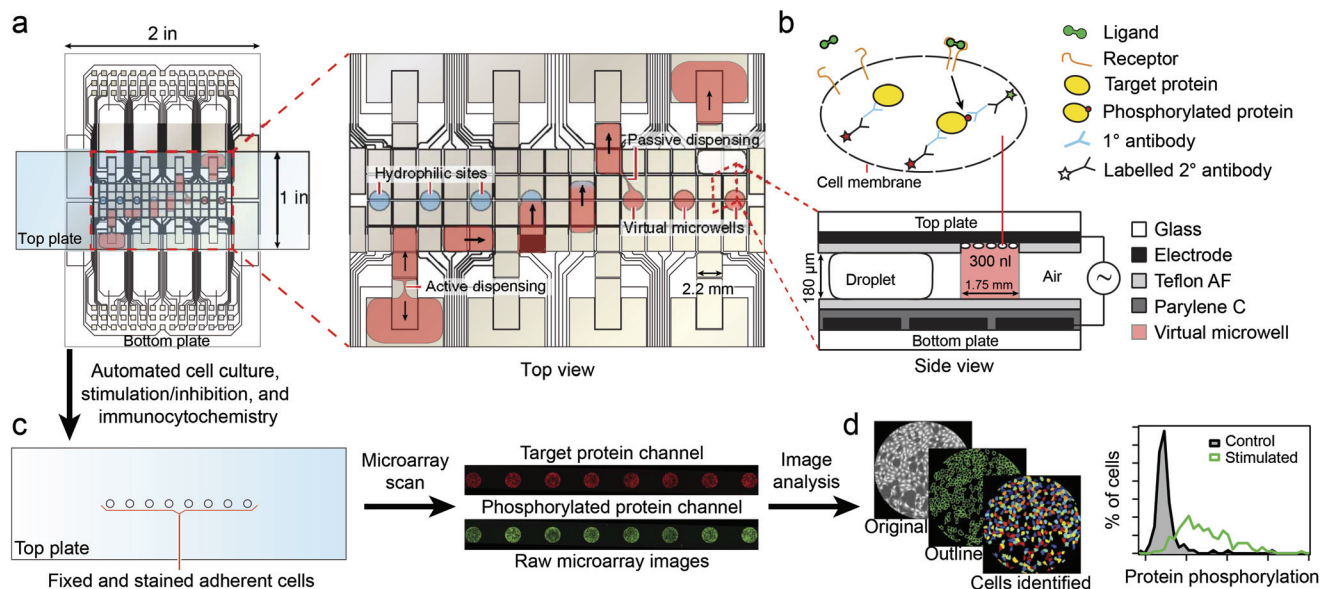 a
2 in
1 in
Top plate
Bottom plate
Hydrophilic sites
Passive dispensing
Virtual microwells
Active dispensing
2.2 mm
Top view
b
Ligand
Receptor
Target protein
Phosphorylated protein
1° antibody
Labelled 2° antibody
Cell membrane
Top plate
300 nl
180 µm
Droplet
1.75 mm
Air
~
Bottom plate
Side view
Glass
Electrode
Teflon AF
Parylene C
Virtual microwell
Automated cell culture,
stimulation/inhibition, and
immunocytochemistry
c
Top plate
Fixed and stained adherent cells
Microarray
scan
Target protein channel
Phosphorylated protein channel
Raw microarray images
Image
analysis
d
Original
Outline
Cells identified
% of cells
Control
Stimulated
Protein phosphorylation